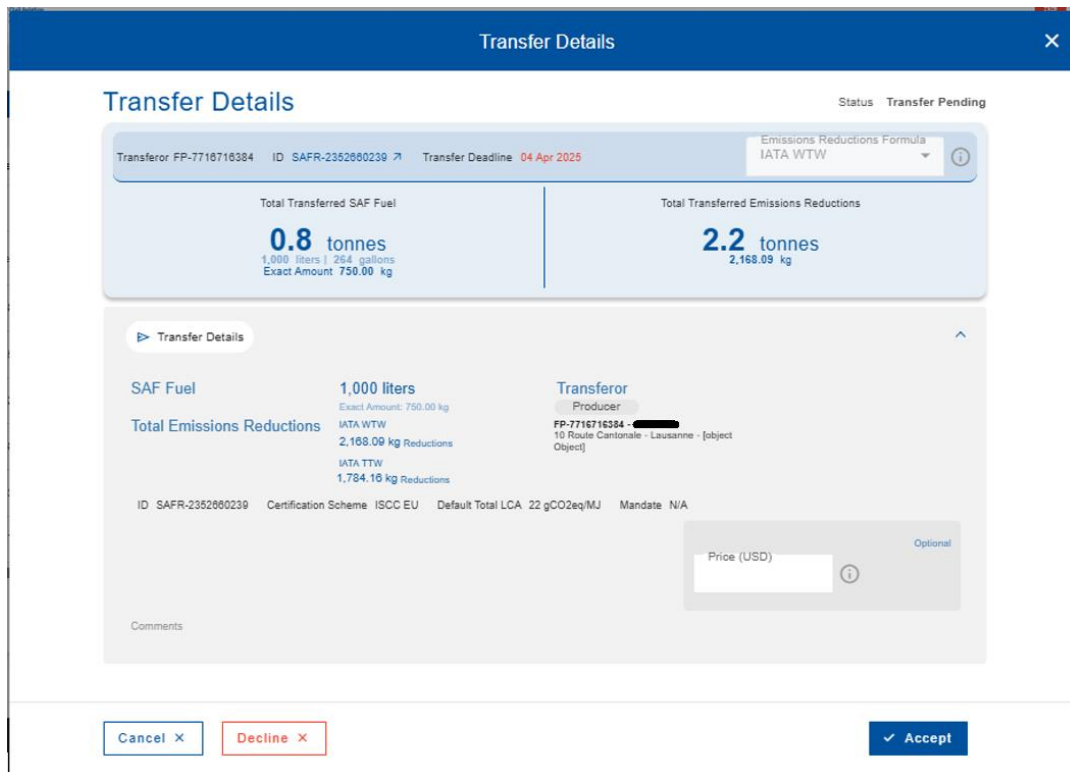 Transfer Details
Transfer Details
Status Transfer Pending
Transferor FP-7716716384 ID SAFR-2352660239 Transfer Deadline 04 Apr 2025
Emissions Reductions Formula
IATA WTW
Total Transferred SAF Fuel
0.8 tonnes
1,000 liters | 264 gallons
Exact Amount 750.00 kg
Total Transferred Emissions Reductions
2.2 tonnes
2,168.09 kg
Transfer Details
SAF Fuel
1,000 liters
Exact Amount: 750.00 kg
Total Emissions Reductions
IATA WTW
2,168.09 kg Reductions
IATA TTW
1,784.16 kg Reductions
Transferor
Producer
FP-7716716384 -
10 Route Cantonale - Lausanne - [object
Object]
ID SAFR-2352660239 Certification Scheme ISCC EU Default Total LCA 22 gCO2eq/MJ Mandate N/A
Optional
Price (USD)
Comments
Cancel
Decline
Accept